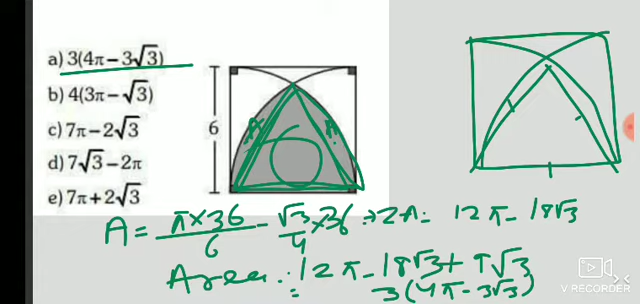 a) 3(4π – 3√3)
b) 4(3π – √3)
c) 7π – 2√3
d) 7√3 – 2π
e) 7π + 2√3
6
A
A
A = π×36/6 – √3/4 ×36 ⇒ 2A = 12π – 18√3
Area = 12π – 18√3 + 9√3
3(4π – 3√3)
V RECORDER